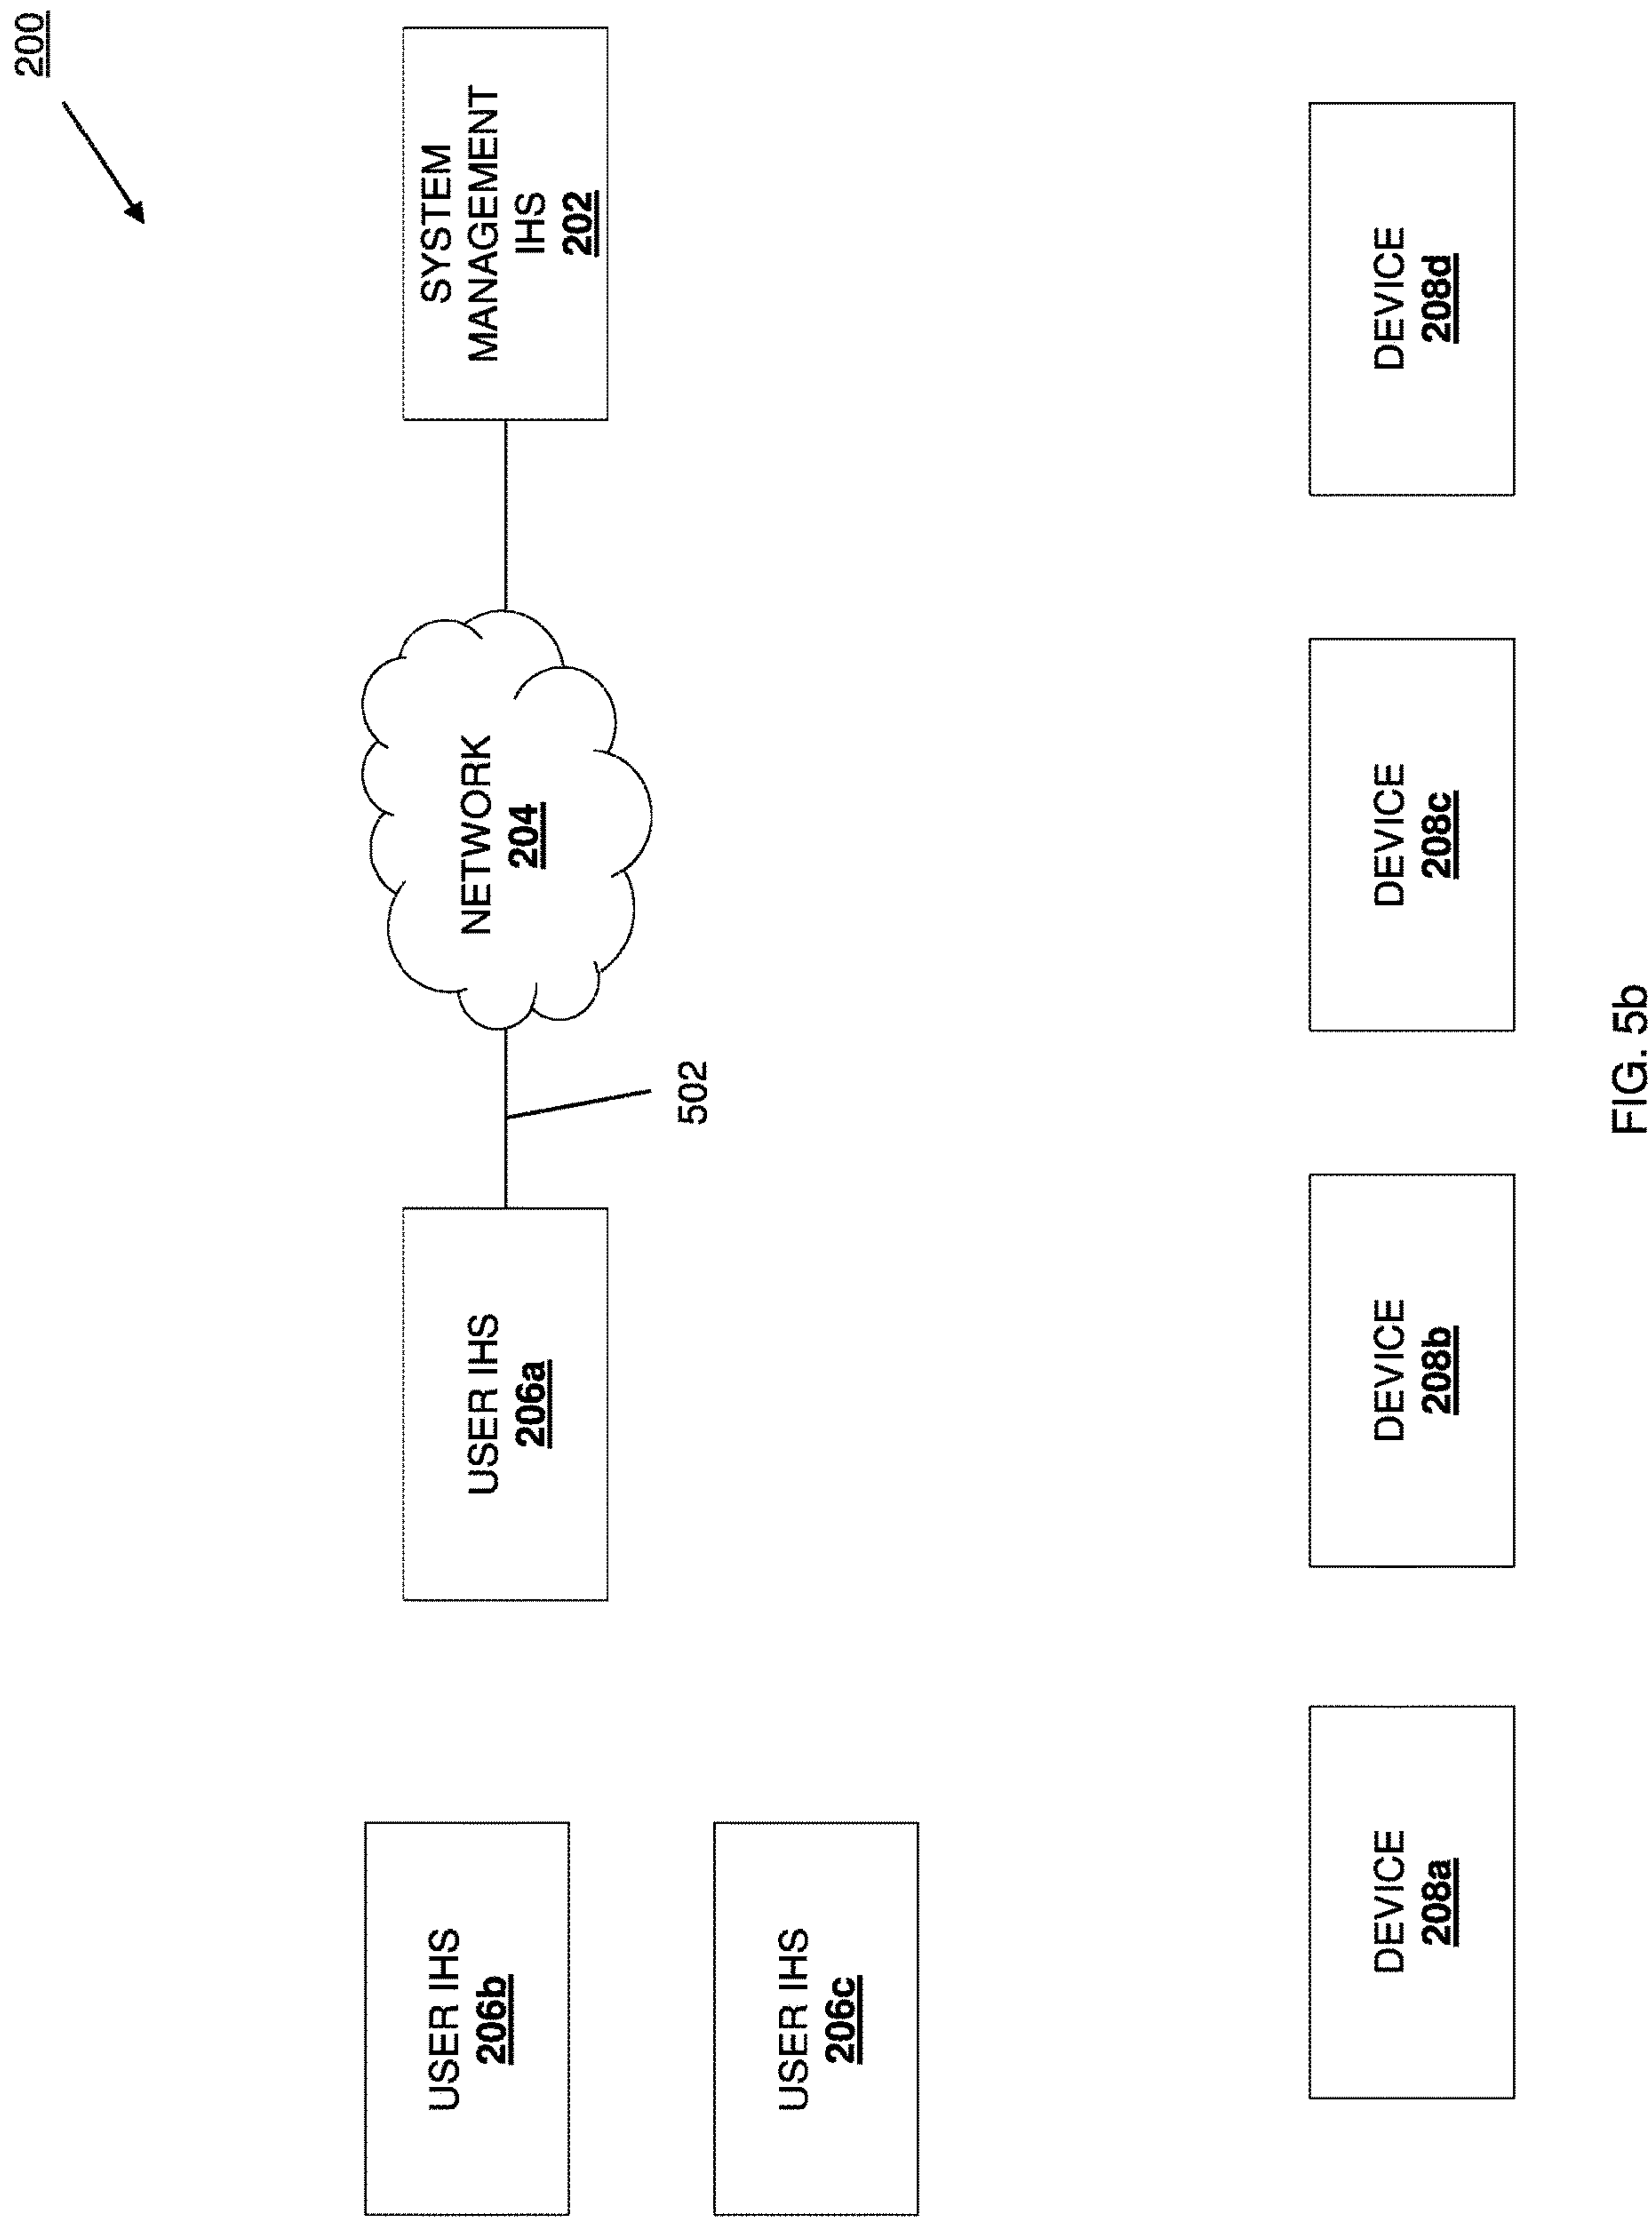 200
SYSTEM
MANAGEMENT
IHS
202
NETWORK
204
502
USER IHS
206a
USER IHS
206b
USER IHS
206c
DEVICE
208a
DEVICE
208b
DEVICE
208c
DEVICE
208d
FIG. 5b